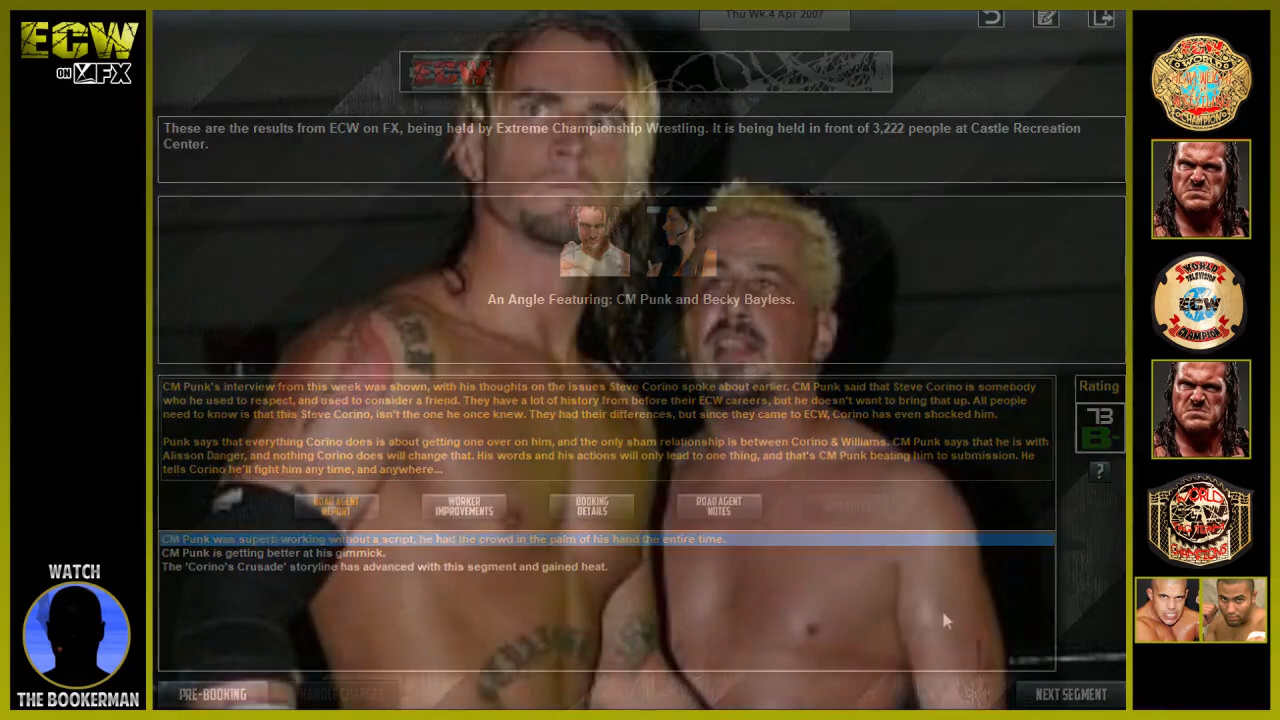 ECW
ON FX
Thu Wk 4 Apr 2007
ECW
These are the results from ECW on FX, being held by Extreme Championship Wrestling. It is being held in front of 3,222 people at Castle Recreation
Center.
An Angle Featuring: CM Punk and Becky Bayless.
CM Punk's interview from this week was shown, with his thoughts on the issues Steve Corino spoke about earlier. CM Punk said that Steve Corino is somebody
who he used to respect, and used to consider a friend. They have a lot of history from before their ECW careers, but he doesn't want to bring that up. All people
need to know is that this Steve Corino, isn't the one he once knew. They had their differences, but since they came to ECW, Corino has even shocked him.
Punk says that everything Corino does is about getting one over on him, and the only sham relationship is between Corino & Williams. CM Punk says that he is with
Alisson Danger, and nothing Corino does will change that. His words and his actions will only lead to one thing, and that's CM Punk beating him to submission. He
tells Corino he'll fight him any time, and anywhere...
Rating
73
B-
?
ROAD AGENT
REPORT
WORKER
IMPROVEMENTS
BOOKING
DETAILS
ROAD AGENT
NOTES
CM Punk was superb working without a script, he had the crowd in the palm of his hand the entire time.
CM Punk is getting better at his gimmick.
The 'Corino's Crusade' storyline has advanced with this segment and gained heat.
PRE-BOOKING
NEXT SEGMENT
WATCH
THE BOOKERMAN
ECW
WORLD
HEAVYWEIGHT
WRESTLING
CHAMPION
WORLD
TELEVISION
ECW
CHAMPION
WORLD
TAG TEAM
CHAMPIONS